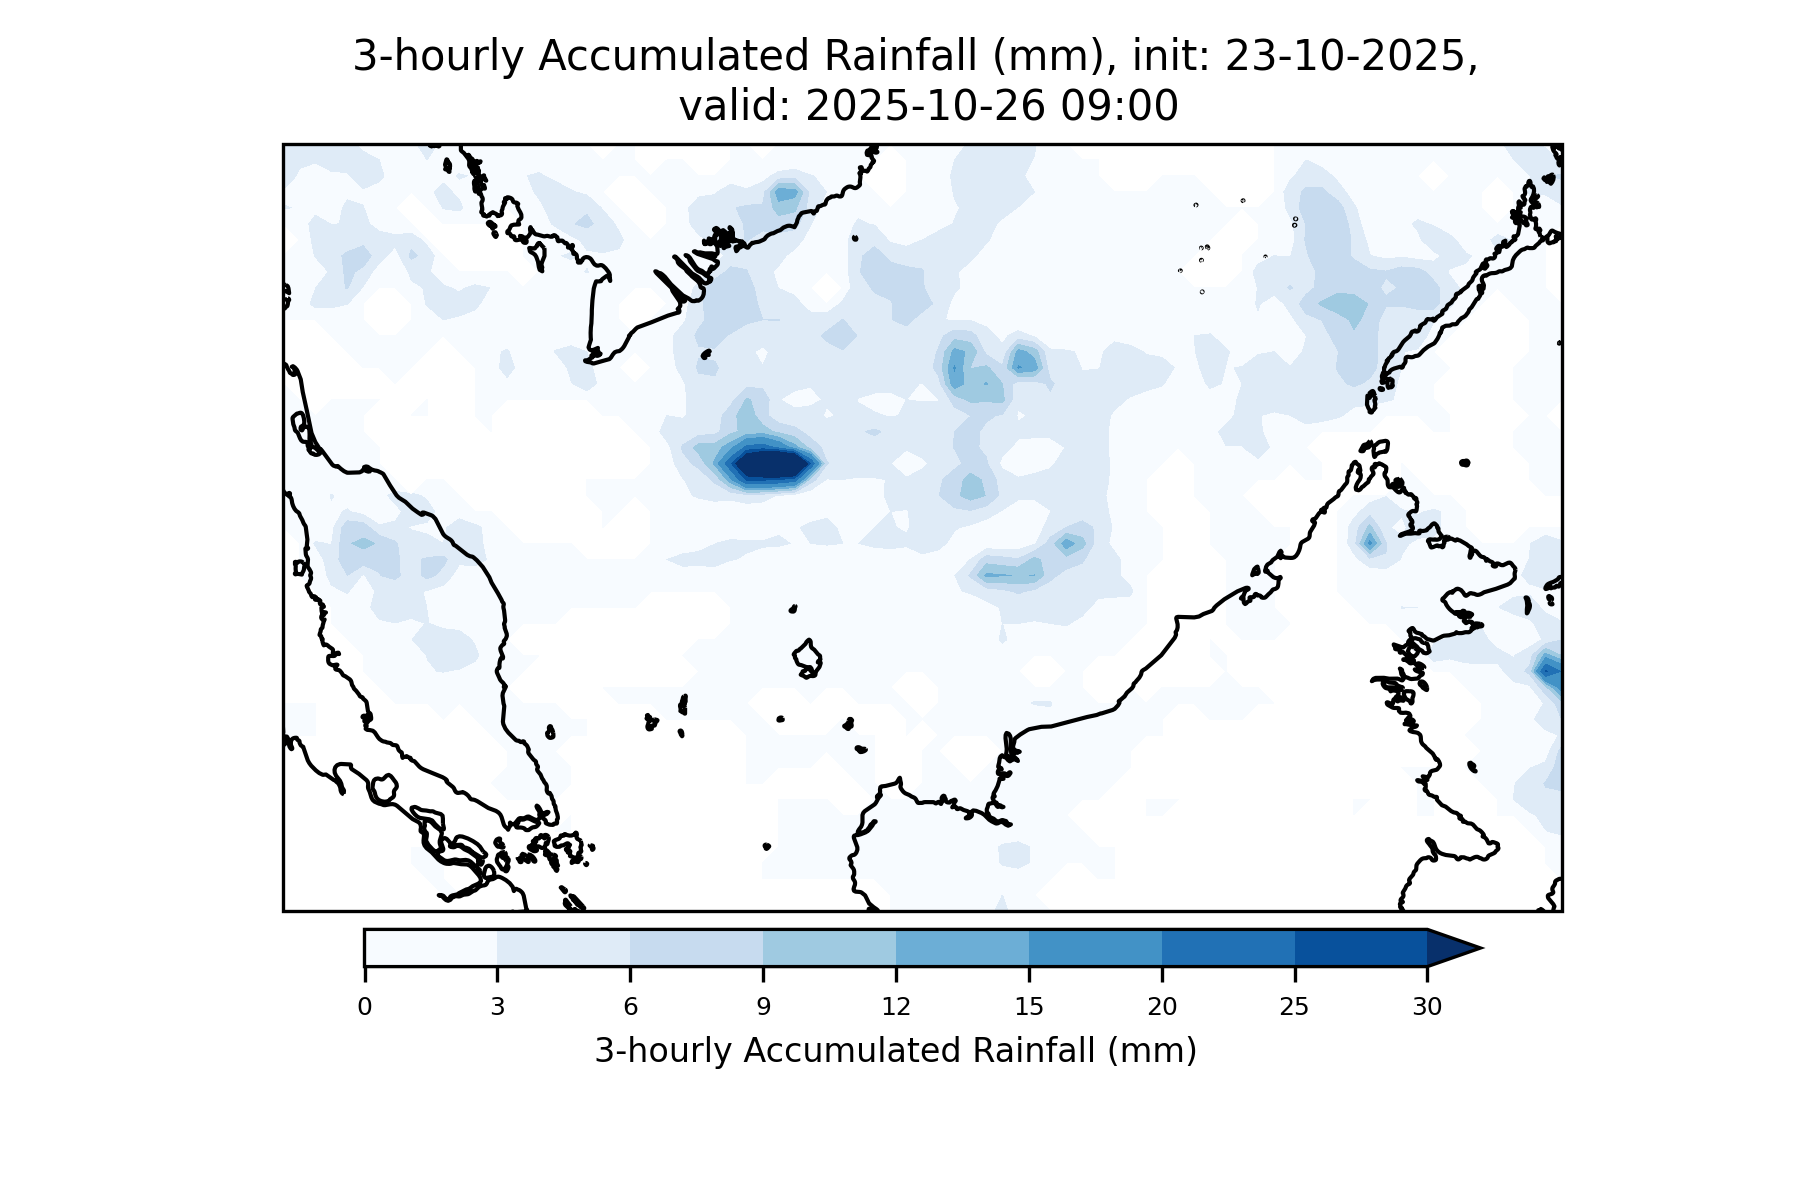 3-hourly Accumulated Rainfall (mm), init: 23-10-2025,
valid: 2025-10-26 09:00
0 3 6 9 12 15 20 25 30
3-hourly Accumulated Rainfall (mm)